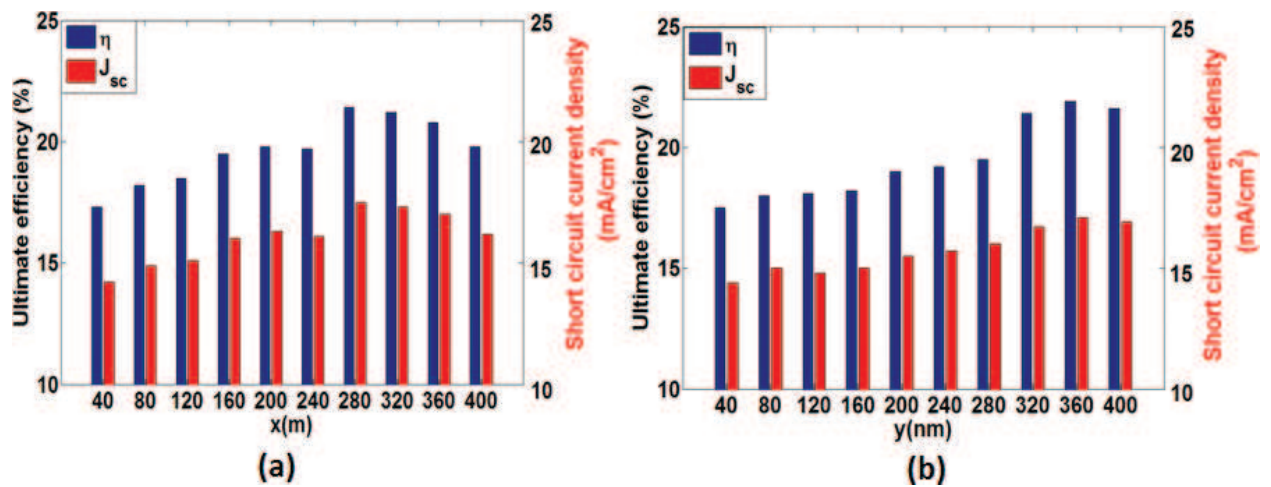 25
20
15
10
Ultimate efficiency (%)
η
J_sc
25
20
15
10
Short circuit current density
(mA/cm²)
40 80 120 160 200 240 280 320 360 400
x(m)
(a)
25
20
15
10
Ultimate efficiency (%)
η
J_sc
25
20
15
10
Short circuit current density
(mA/cm²)
40 80 120 160 200 240 280 320 360 400
y(nm)
(b)